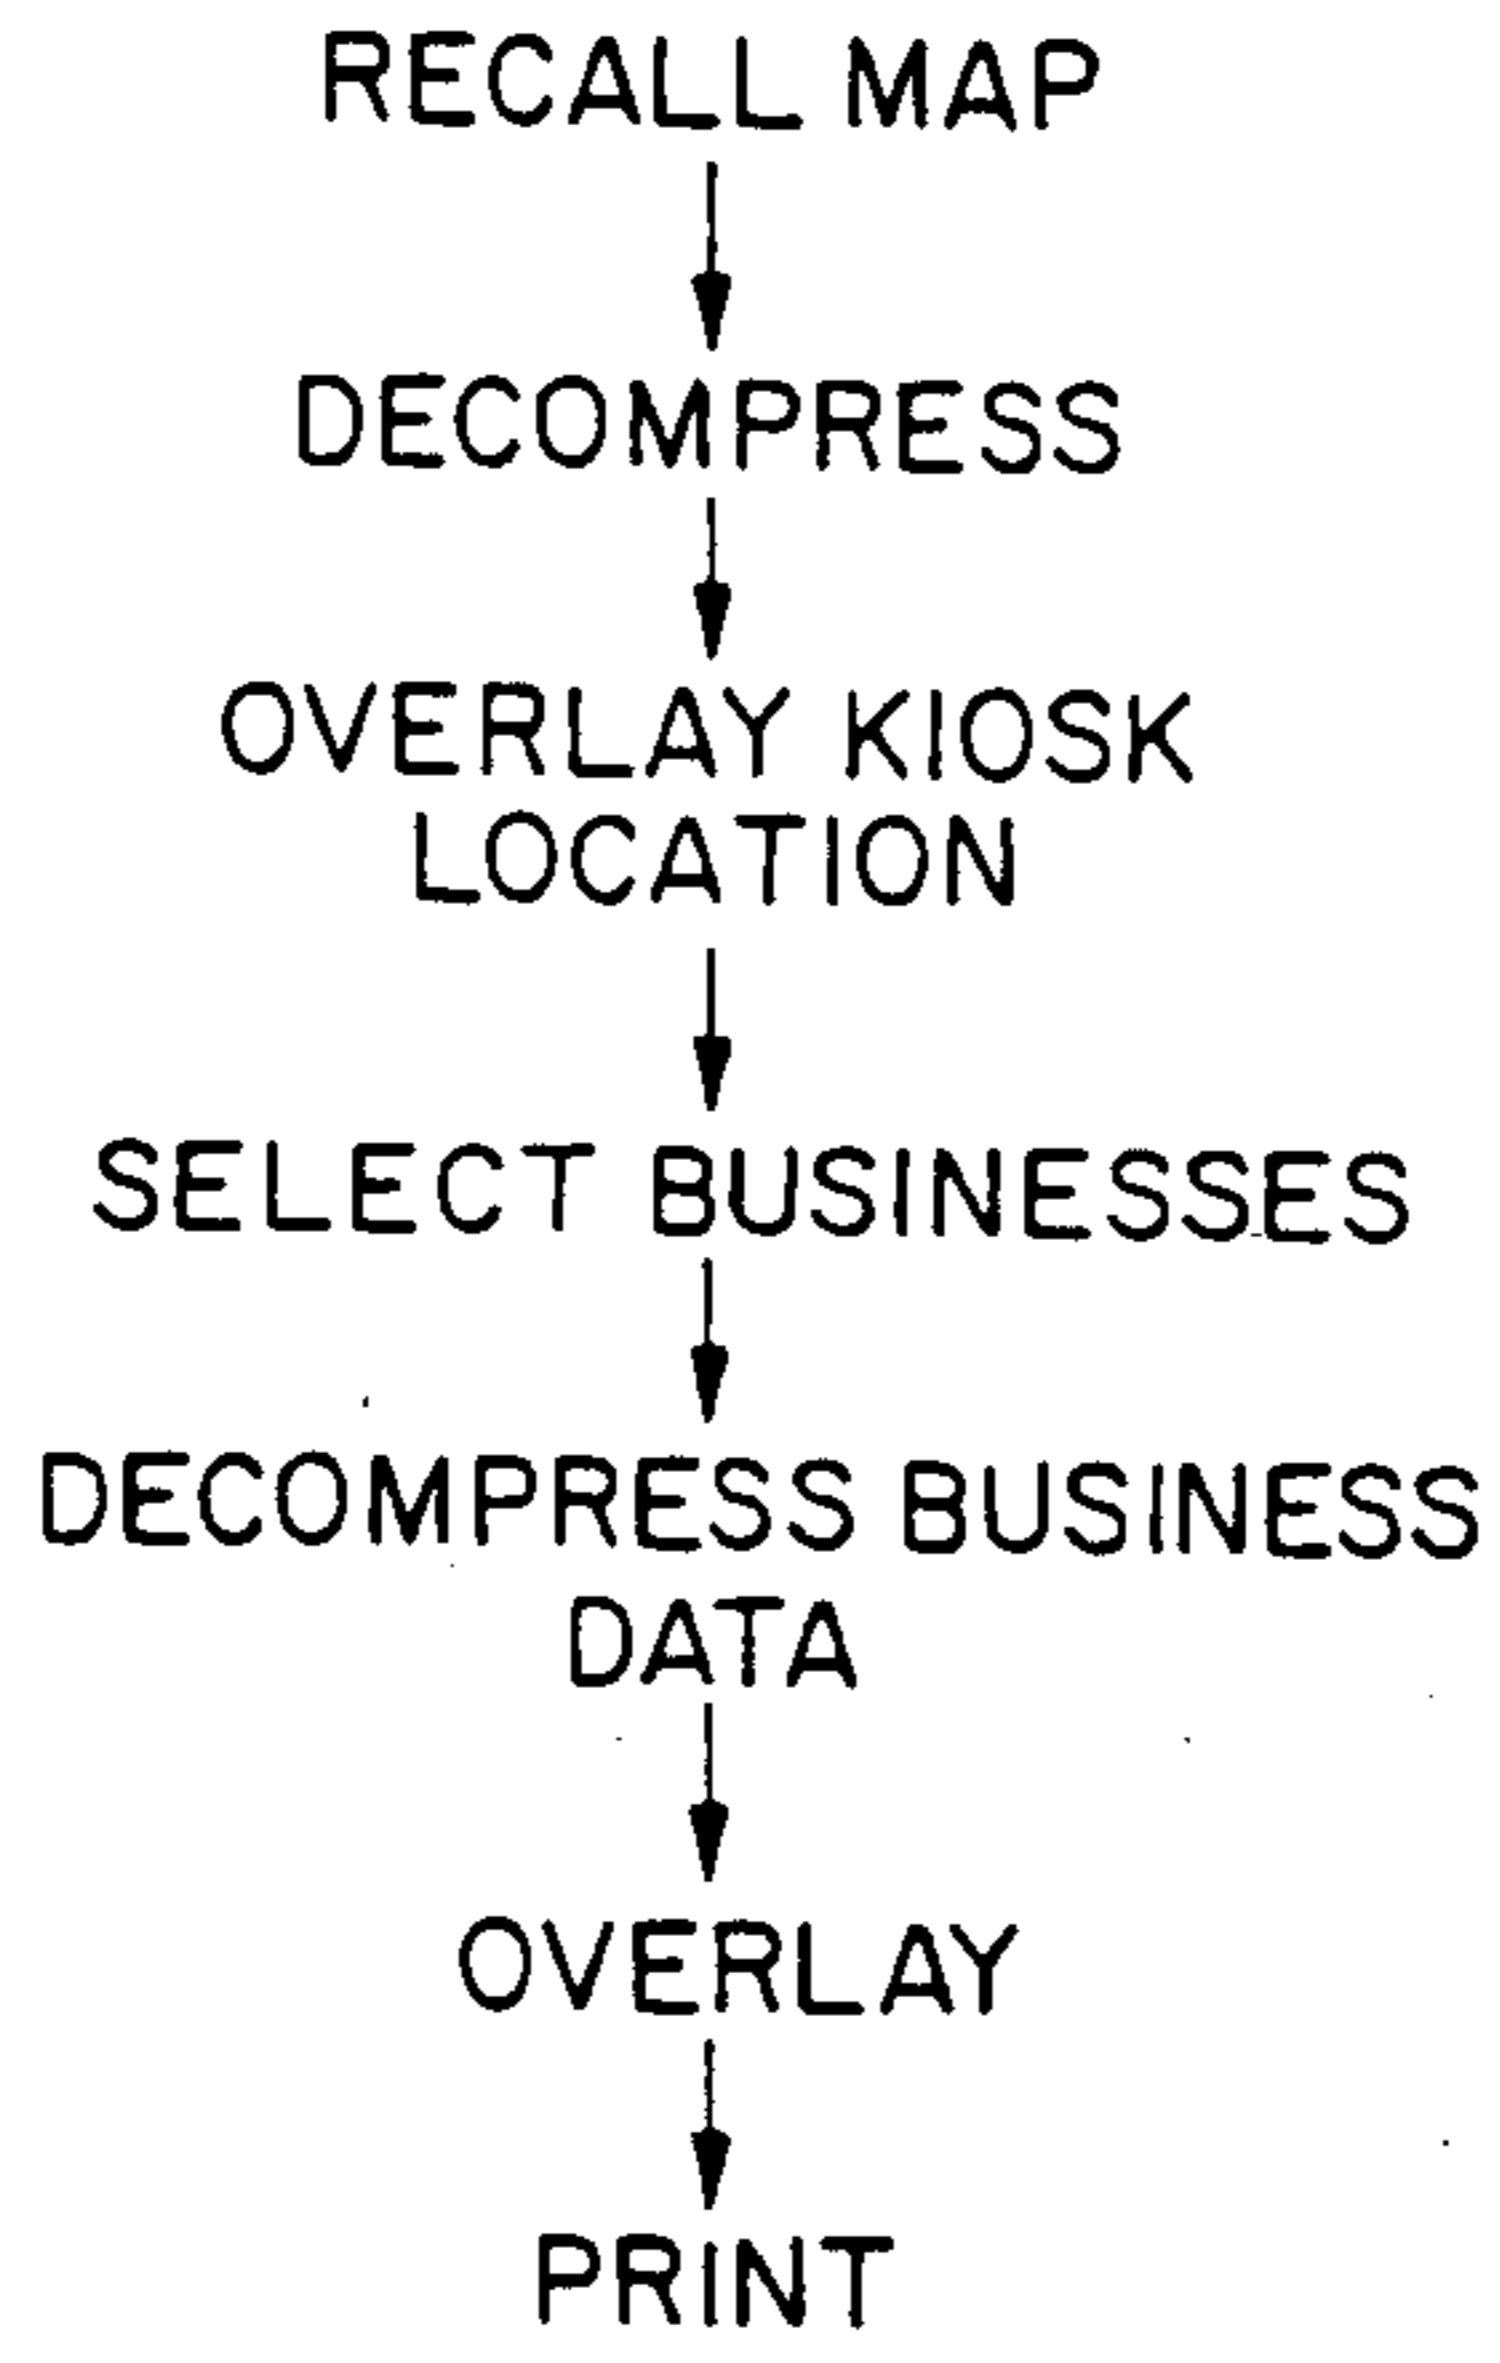 RECALL MAP
DECOMPRESS
OVERLAY KIOSK
LOCATION
SELECT BUSINESSES
DECOMPRESS BUSINESS
DATA
OVERLAY
PRINT